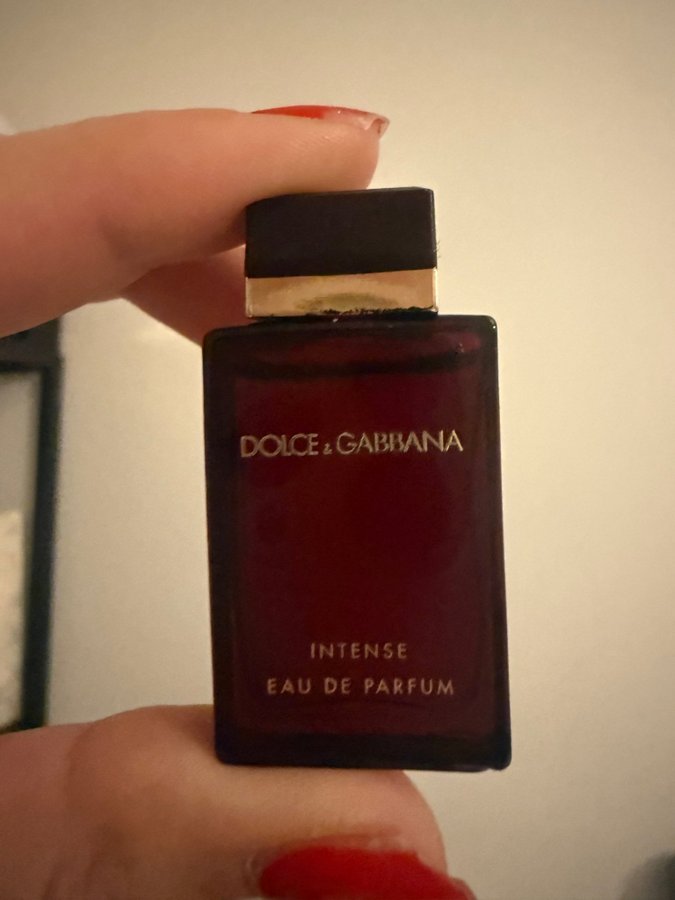 DOLCE & GABBANA
INTENSE
EAU DE PARFUM